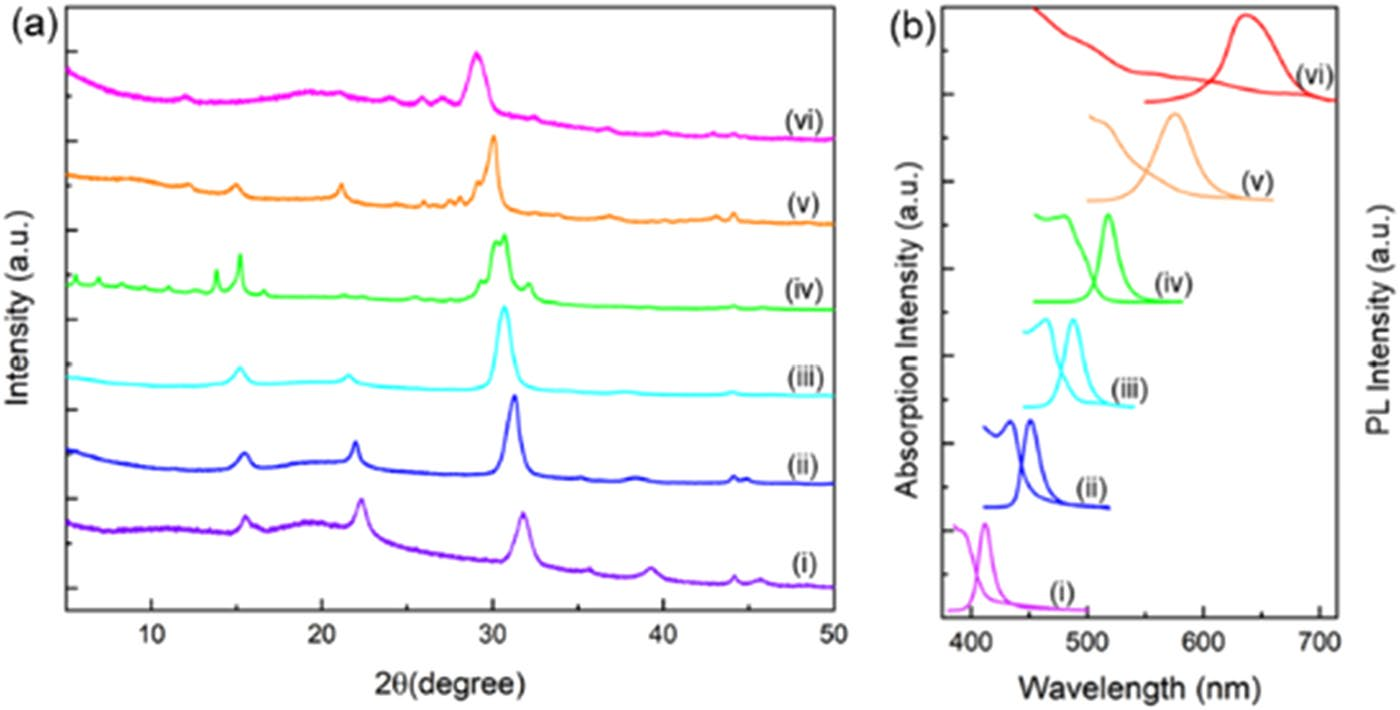 (a)
Intensity (a.u.)
(vi)
(v)
(iv)
(iii)
(ii)
(i)
10 20 30 40 50
2θ(degree)
(b)
Absorption Intensity (a.u.)
PL Intensity (a.u.)
(vi)
(v)
(iv)
(iii)
(ii)
(i)
400 500 600 700
Wavelength (nm)